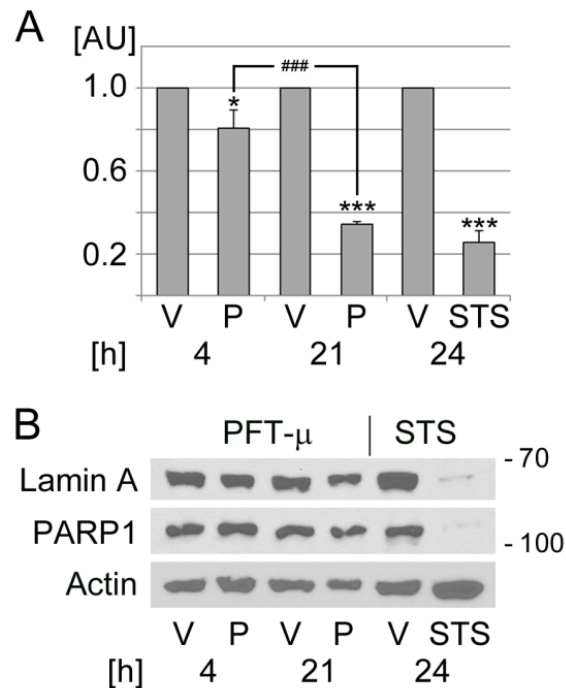 A
[AU]
1.0
###
*
0.6
***
***
0.2
V P V P V STS
[h] 4 21 24
B
PFT-μ | STS
- 70
Lamin A
PARP1
- 100
Actin
V P V P V STS
[h] 4 21 24